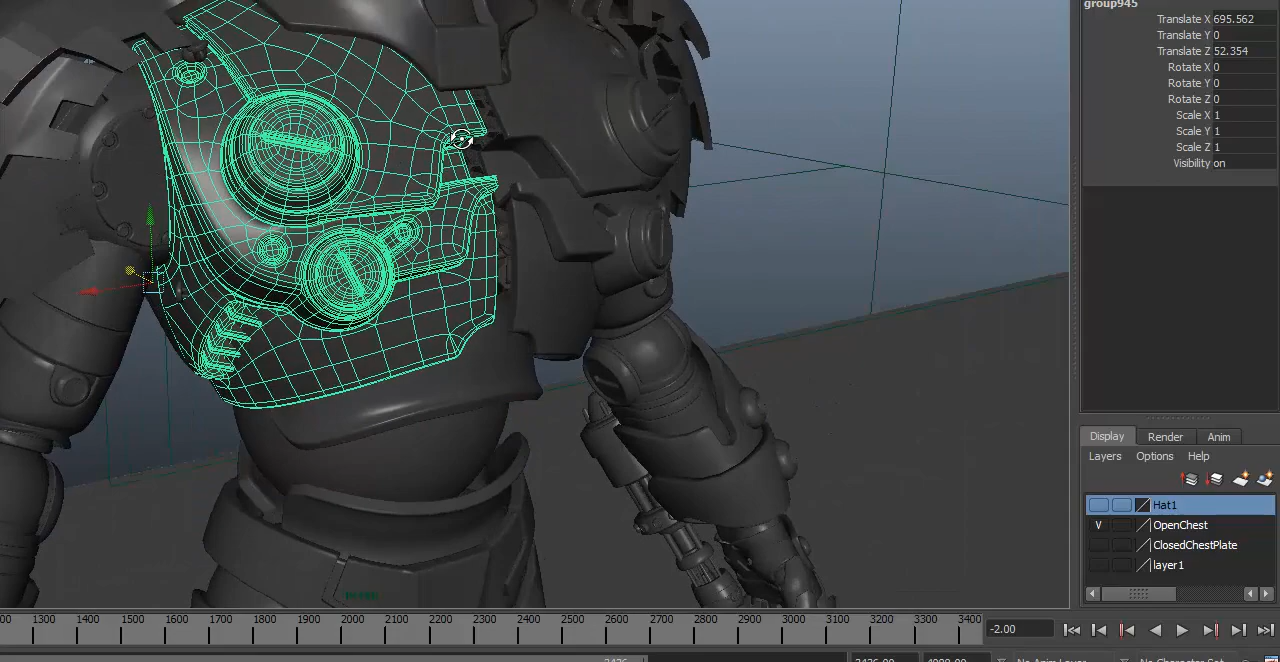 group945
Translate X 695.562
Translate Y 0
Translate Z 52.354
Rotate X 0
Rotate Y 0
Rotate Z 0
Scale X 1
Scale Y 1
Scale Z 1
Visibility on
Display Render Anim
Layers Options Help
Hat1
V OpenChest
ClosedChestPlate
layer1
1300 1400 1500 1600 1700 1800 1900 2000 2100 2200 2300 2400 2500 2600 2700 2800 2900 3000 3100 3200 3300 3400 -2.00